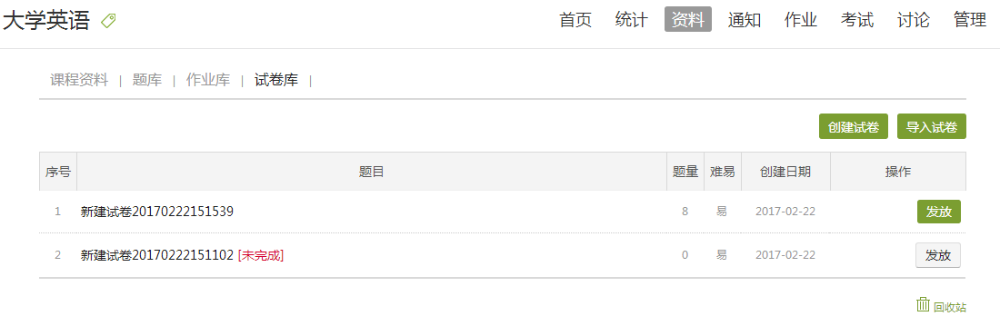 大学英语
首页 统计 资料 通知 作业 考试 讨论 管理
课程资料 | 题库 | 作业库 | 试卷库 |
创建试卷 导入试卷
序号 题目 题量 难易 创建日期 操作
1 新建试卷20170222151539 8 易 2017-02-22 发放
2 新建试卷20170222151102 [未完成] 0 易 2017-02-22 发放
回收站